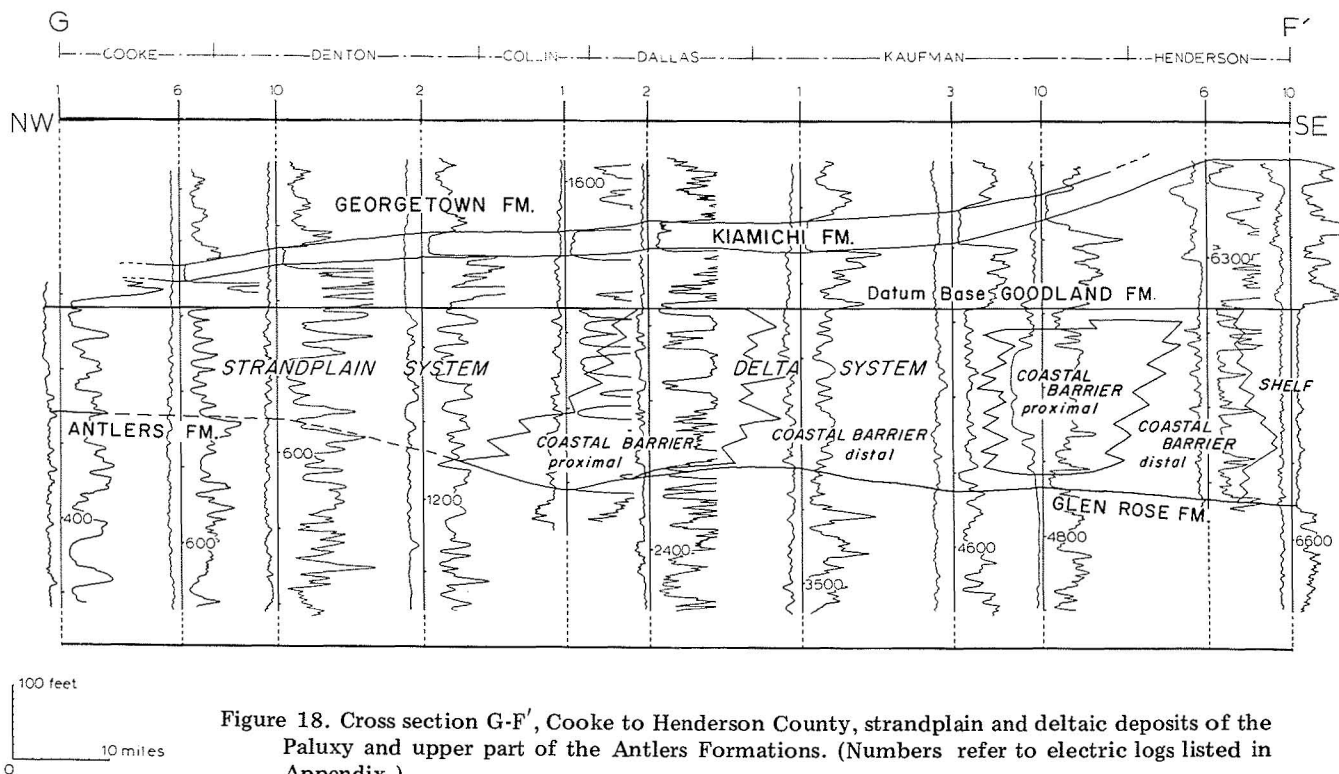 G F′
COOKE DENTON COLLIN DALLAS KAUFMAN HENDERSON
1 6 10 2 1 2 1 3 10 6 10
NW SE
1600
GEORGETOWN FM.
KIAMICHI FM.
6300
Datum Base GOODLAND FM.
STRANDPLAIN SYSTEM DELTA SYSTEM
COASTAL BARRIER proximal
SHELF
ANTLERS FM.
COASTAL BARRIER proximal
COASTAL BARRIER distal
COASTAL BARRIER distal
600
1200
GLEN ROSE FM.
400
600
2400
3500
4600
4800
6600
100 feet
10 miles
0
Figure 18. Cross section G-F′, Cooke to Henderson County, strandplain and deltaic deposits of the
Paluxy and upper part of the Antlers Formations. (Numbers refer to electric logs listed in
Appendix.)